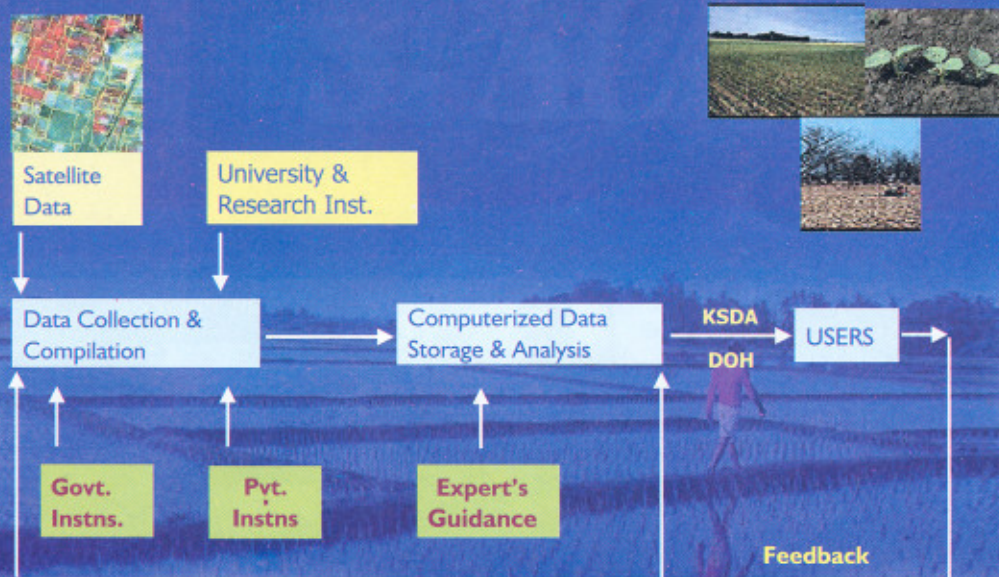 Satellite
Data
University &
Research Inst.
Data Collection &
Compilation
Computerized Data
Storage & Analysis
KSDA
DOH
USERS
Govt.
Instns.
Pvt.
Instns
Expert's
Guidance
Feedback